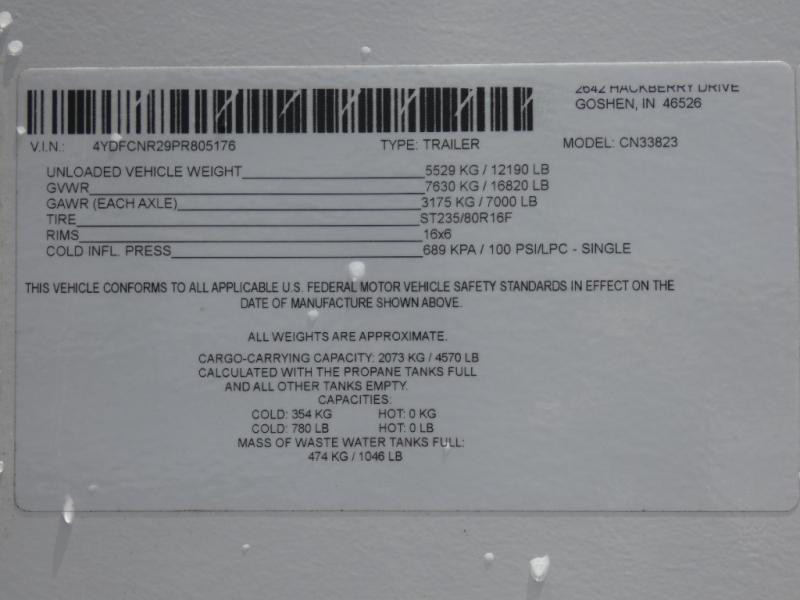 2642 HACKBERRY DRIVE
GOSHEN, IN 46526
V.I.N.: 4YDFCNR29PR805176 TYPE: TRAILER MODEL: CN33823
UNLOADED VEHICLE WEIGHT 5529 KG / 12190 LB
GVWR 7630 KG / 16820 LB
GAWR (EACH AXLE) 3175 KG / 7000 LB
TIRE ST235/80R16F
RIMS 16x6
COLD INFL. PRESS 689 KPA / 100 PSI/LPC - SINGLE
THIS VEHICLE CONFORMS TO ALL APPLICABLE U.S. FEDERAL MOTOR VEHICLE SAFETY STANDARDS IN EFFECT ON THE
DATE OF MANUFACTURE SHOWN ABOVE.
ALL WEIGHTS ARE APPROXIMATE.
CARGO-CARRYING CAPACITY: 2073 KG / 4570 LB
CALCULATED WITH THE PROPANE TANKS FULL
AND ALL OTHER TANKS EMPTY.
CAPACITIES:
COLD: 354 KG HOT: 0 KG
COLD: 780 LB HOT: 0 LB
MASS OF WASTE WATER TANKS FULL:
474 KG / 1046 LB